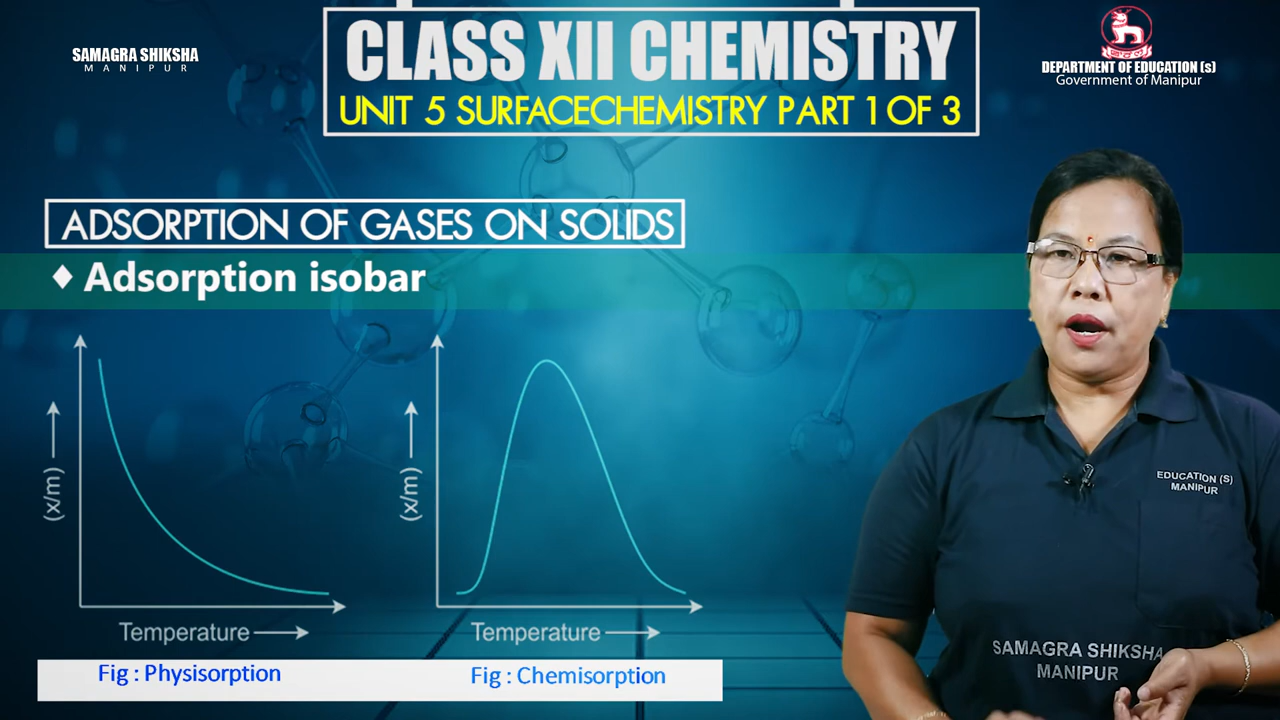 SAMAGRA SHIKSHA
MANIPUR
CLASS XII CHEMISTRY
UNIT 5 SURFACECHEMISTRY PART 1 OF 3
DEPARTMENT OF EDUCATION (s)
Government of Manipur
ADSORPTION OF GASES ON SOLIDS
♦ Adsorption isobar
(x/m)
Temperature
Fig : Physisorption
(x/m)
Temperature
Fig : Chemisorption
EDUCATION (S)
MANIPUR
SAMAGRA SHIKSHA
MANIPUR